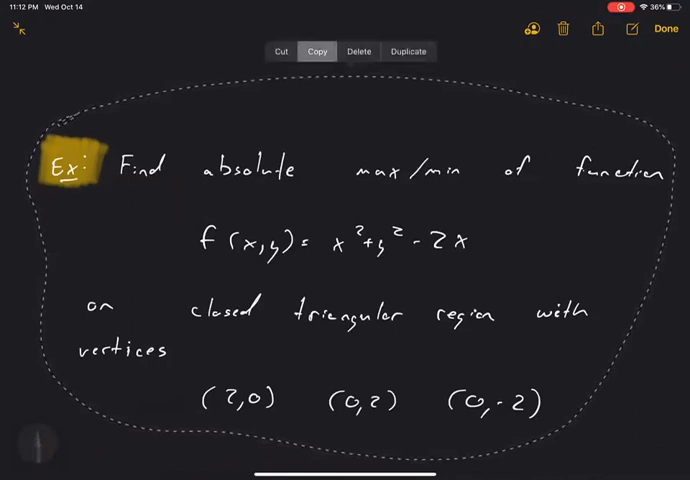 11:12 PM Wed Oct 14 36%
Done
Cut Copy Delete Duplicate
Ex: Find absolute max/min of function
f(x,y) = x²+y² - 2x
on closed triangular region with
vertices
(2,0) (0,2) (0,-2)